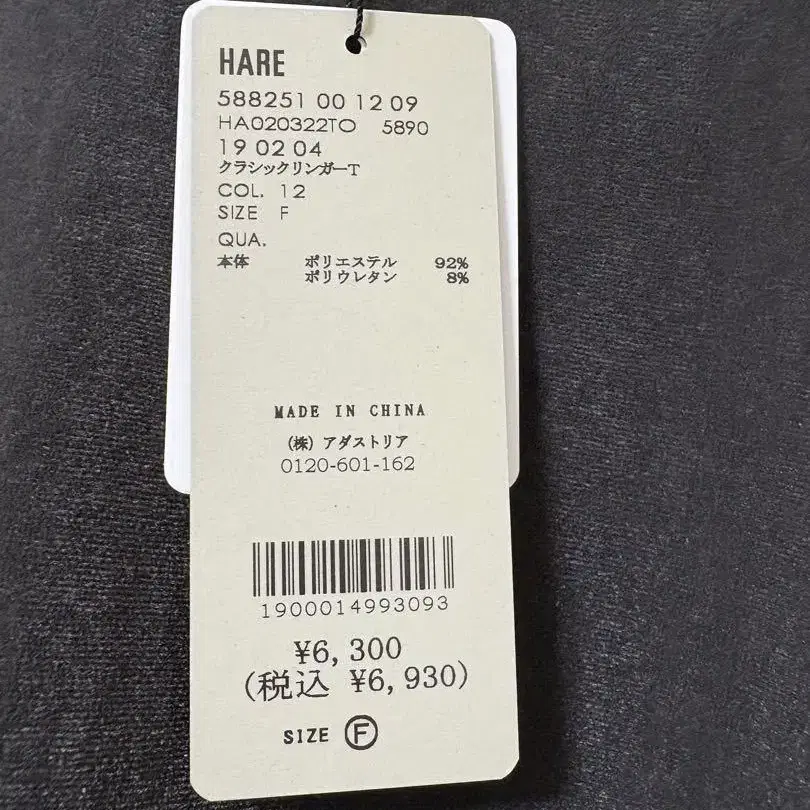 HARE
588251 00 12 09
HA020322TO 5890
19 02 04
クラシックリンガーT
COL. 12
SIZE F
QUA.
本体 ポリエステル 92%
ポリウレタン 8%
MADE IN CHINA
(株) アダストリア
0120-601-162
1900014993093
¥6,300
(税込 ¥6,930)
SIZE Ⓕ